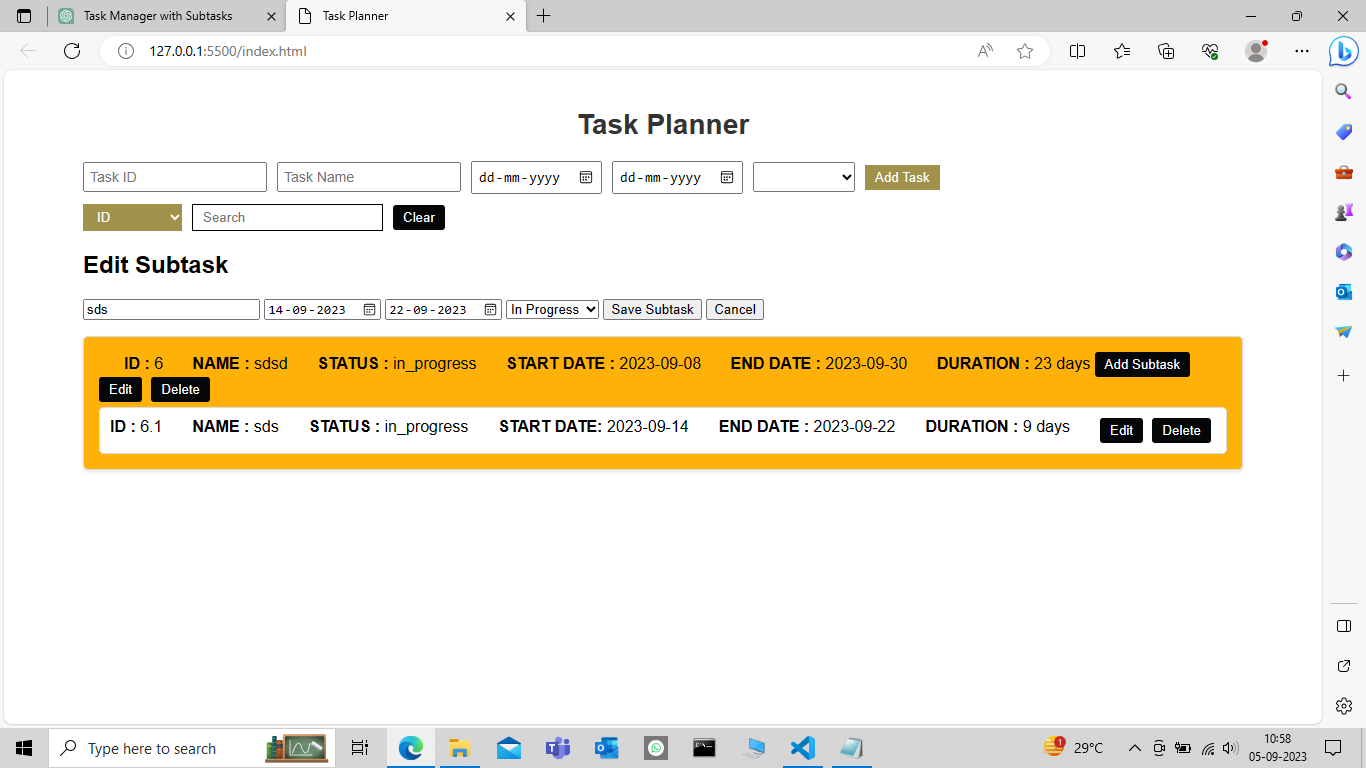 Task Manager with Subtasks
Task Planner
127.0.0.1:5500/index.html
Task Planner
Task ID Task Name dd-mm-yyyy dd-mm-yyyy Add Task
ID Search Clear
Edit Subtask
sds 14-09-2023 22-09-2023 In Progress Save Subtask Cancel
ID : 6 NAME : sdsd STATUS : in_progress START DATE : 2023-09-08 END DATE : 2023-09-30 DURATION : 23 days Add Subtask
Edit Delete
ID : 6.1 NAME : sds STATUS : in_progress START DATE: 2023-09-14 END DATE : 2023-09-22 DURATION : 9 days Edit Delete
Type here to search
1 29°C
10:58
05-09-2023